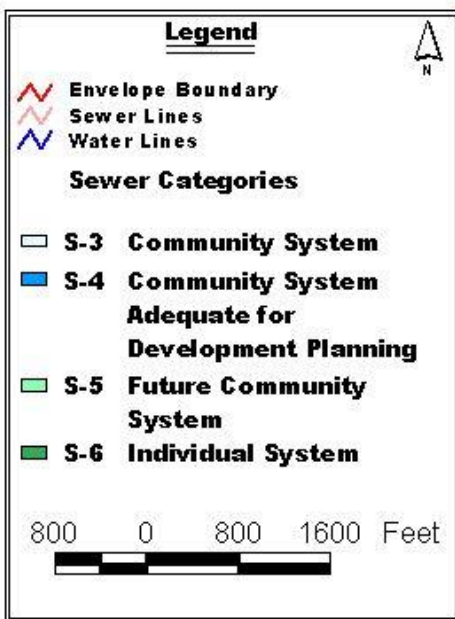 Legend
N
Envelope Boundary
Sewer Lines
Water Lines
Sewer Categories
S-3 Community System
S-4 Community System
Adequate for
Development Planning
S-5 Future Community
System
S-6 Individual System
800 0 800 1600 Feet